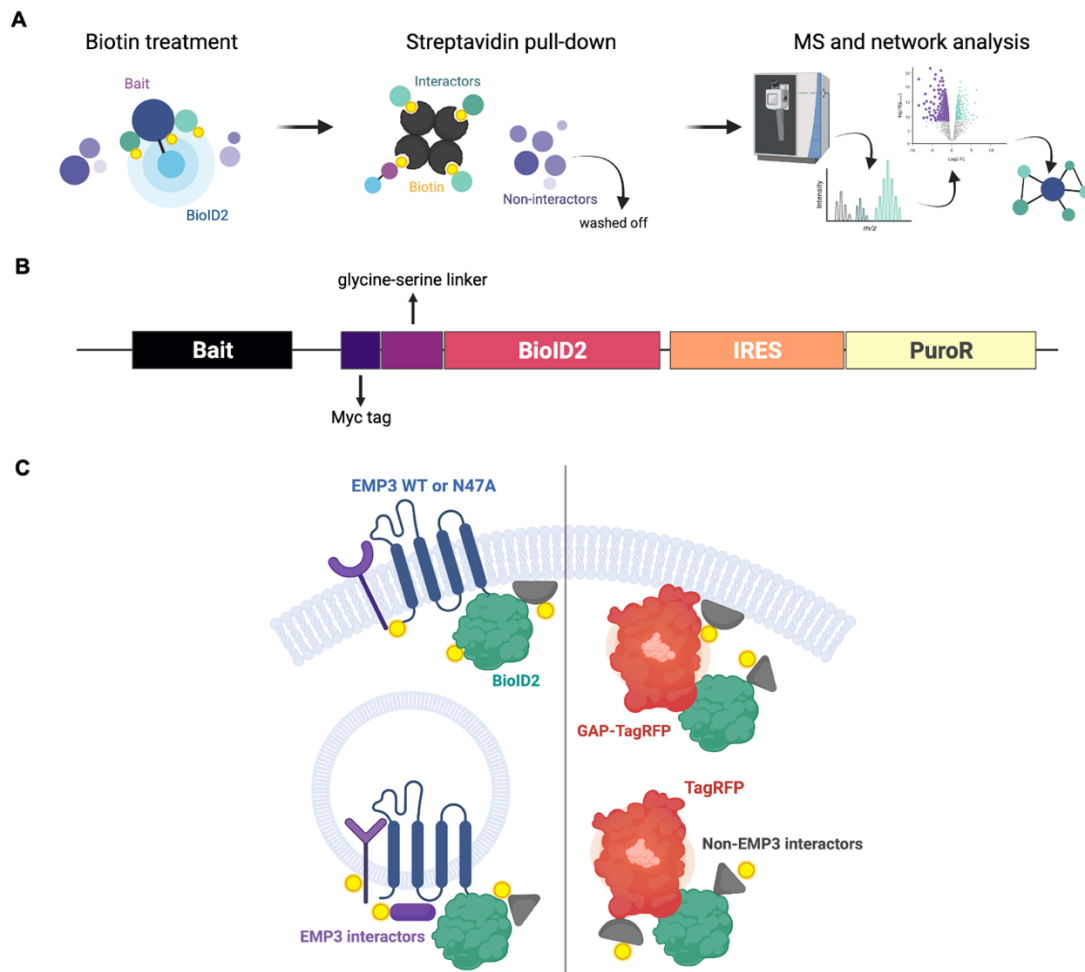 A
Biotin treatment
Streptavidin pull-down
MS and network analysis
Bait
BioID2
Interactors
Biotin
Non-interactors
washed off
Intensity
m/z
B
glycine-serine linker
Bait
BioID2
IRES
PuroR
Myc tag
C
EMP3 WT or N47A
BioID2
GAP-TagRFP
TagRFP
Non-EMP3 interactors
EMP3 interactors